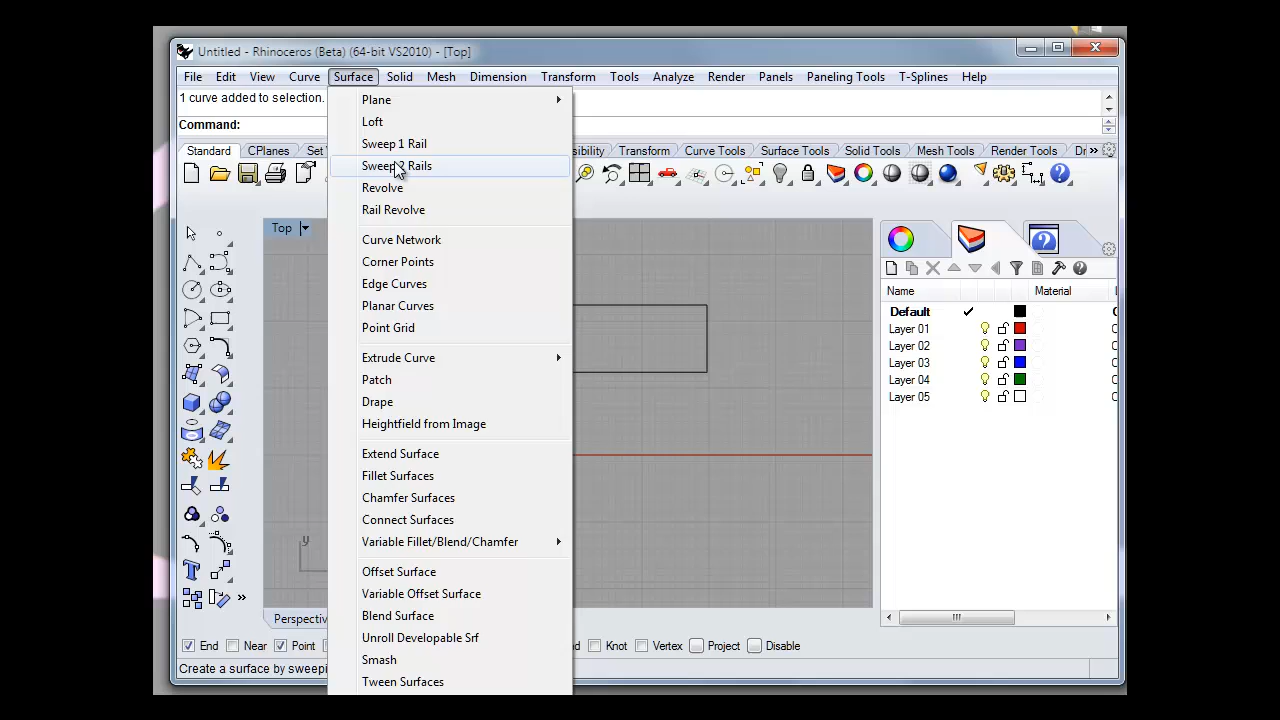 Untitled - Rhinoceros (Beta) (64-bit VS2010) - [Top]
File Edit View Curve Surface Solid Mesh Dimension Transform Tools Analyze Render Panels Paneling Tools T-Splines Help
1 curve added to selection.
Command:
Standard CPlanes Set sibility Transform Curve Tools Surface Tools Solid Tools Mesh Tools Render Tools Dr
Plane
Loft
Sweep 1 Rail
Sweep 2 Rails
Revolve
Rail Revolve
Curve Network
Corner Points
Edge Curves
Planar Curves
Point Grid
Extrude Curve
Patch
Drape
Heightfield from Image
Extend Surface
Fillet Surfaces
Chamfer Surfaces
Connect Surfaces
Variable Fillet/Blend/Chamfer
Offset Surface
Variable Offset Surface
Blend Surface
Unroll Developable Srf
Smash
Tween Surfaces
Top
y
Name Material
Default
Layer 01
Layer 02
Layer 03
Layer 04
Layer 05
Perspectiv
End Near Point Knot Vertex Project Disable
Create a surface by sweepi